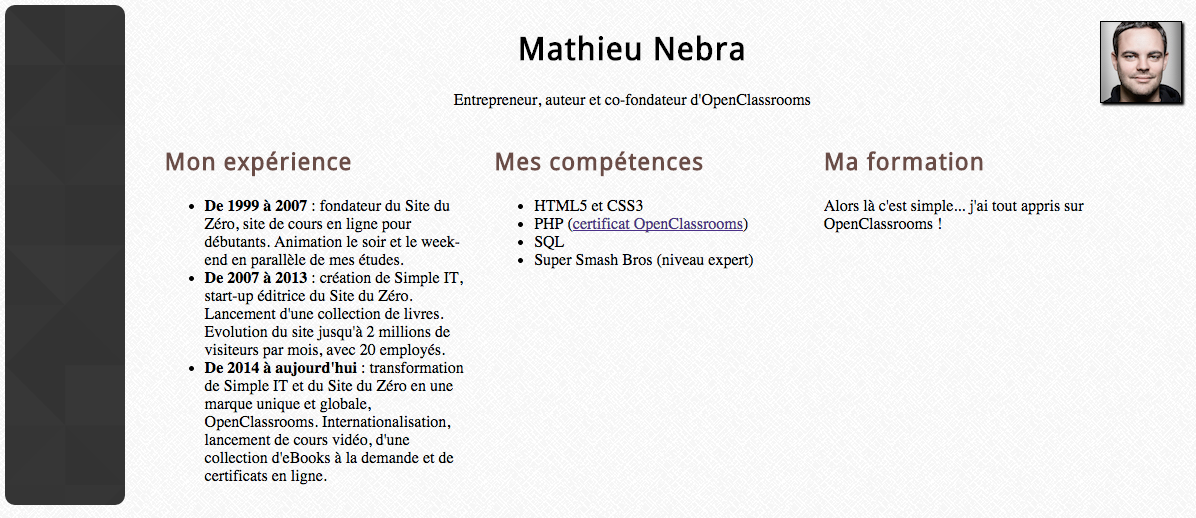 Mathieu Nebra
Entrepreneur, auteur et co-fondateur d'OpenClassrooms
Mon expérience
• De 1999 à 2007 : fondateur du Site du
Zéro, site de cours en ligne pour
débutants. Animation le soir et le week-
end en parallèle de mes études.
• De 2007 à 2013 : création de Simple IT,
start-up éditrice du Site du Zéro.
Lancement d'une collection de livres.
Evolution du site jusqu'à 2 millions de
visiteurs par mois, avec 20 employés.
• De 2014 à aujourd'hui : transformation
de Simple IT et du Site du Zéro en une
marque unique et globale,
OpenClassrooms. Internationalisation,
lancement de cours vidéo, d'une
collection d'eBooks à la demande et de
certificats en ligne.
Mes compétences
• HTML5 et CSS3
• PHP (certificat OpenClassrooms)
• SQL
• Super Smash Bros (niveau expert)
Ma formation
Alors là c'est simple... j'ai tout appris sur
OpenClassrooms !